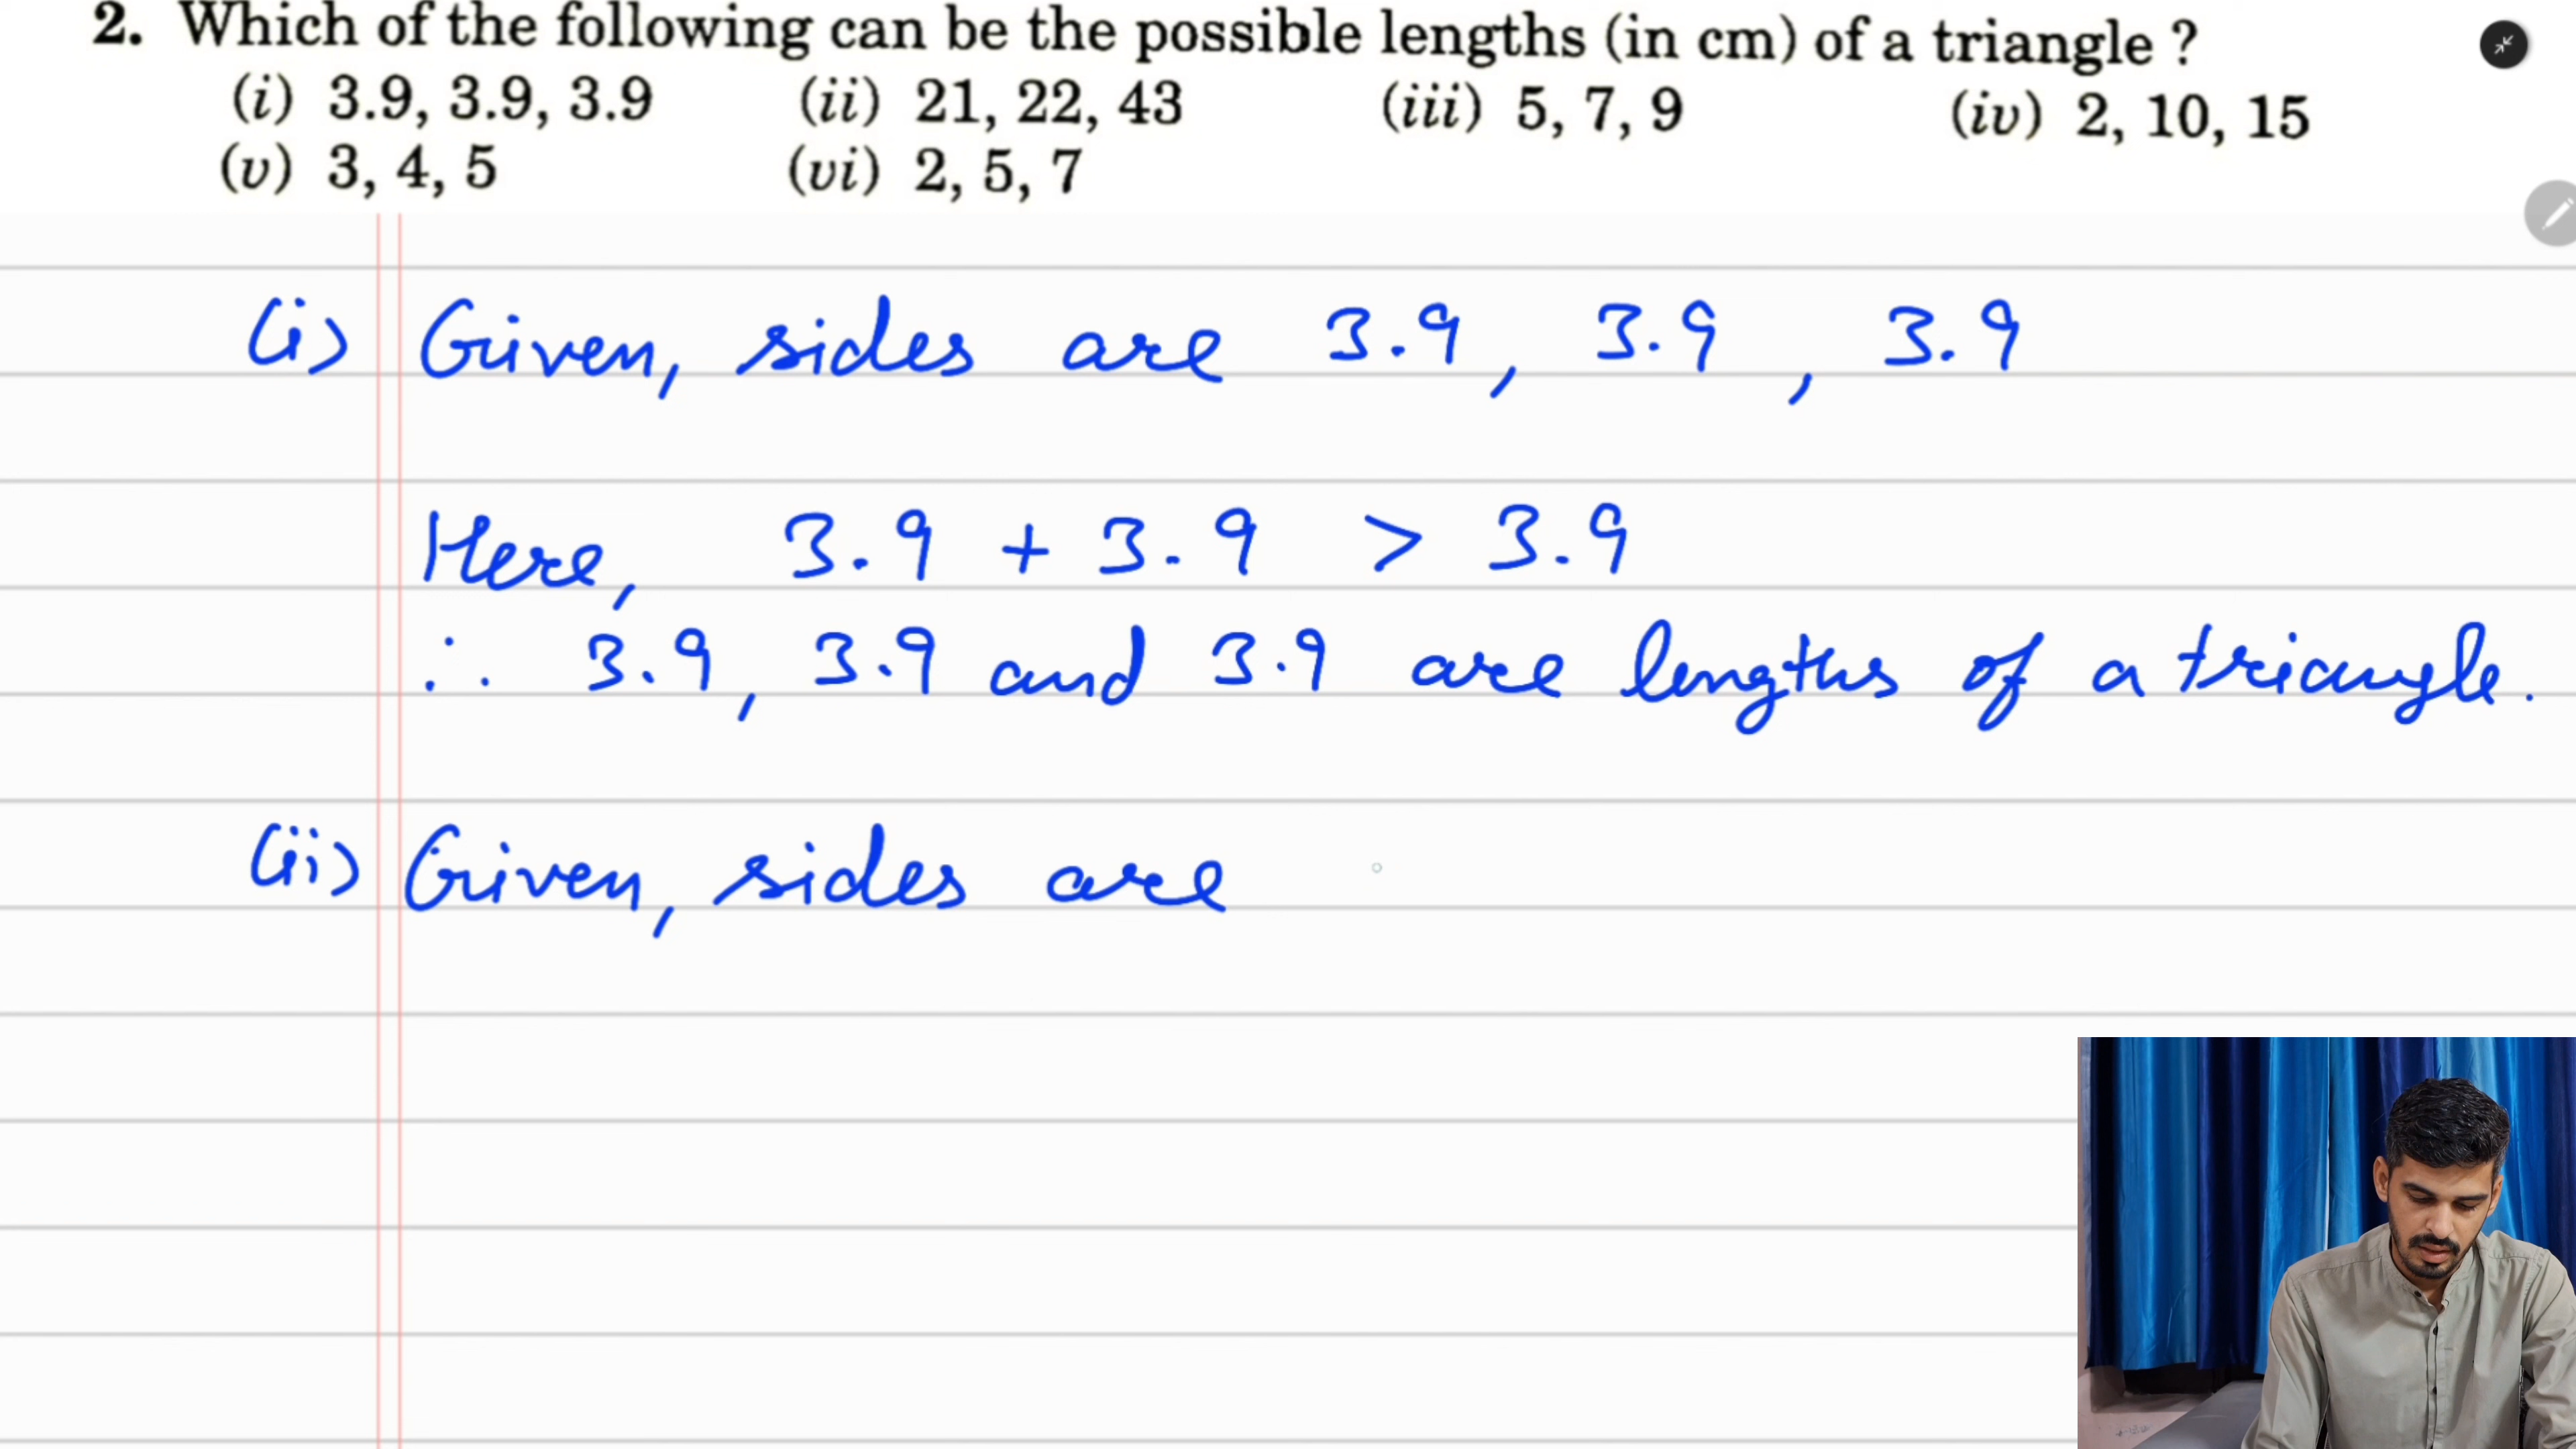 2. Which of the following can be the possible lengths (in cm) of a triangle ?
(i) 3.9, 3.9, 3.9 (ii) 21, 22, 43 (iii) 5, 7, 9 (iv) 2, 10, 15
(v) 3, 4, 5 (vi) 2, 5, 7
(i) Given, sides are 3.9, 3.9, 3.9
Here, 3.9 + 3.9 > 3.9
∴ 3.9, 3.9 and 3.9 are lengths of a triangle.
(ii) Given, sides are